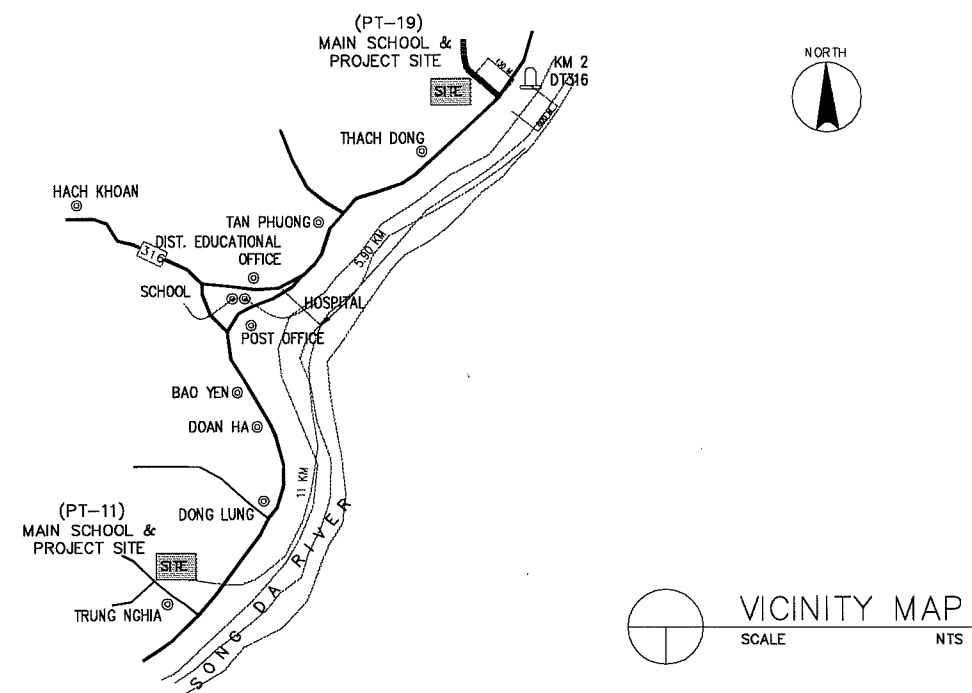 (PT-19)
MAIN SCHOOL &
PROJECT SITE
SITE
KM 2
DT316
NORTH
THACH DONG
HACH KHOAN
TAN PHUONG
316
DIST. EDUCATIONAL
OFFICE
5.90 KM
SCHOOL
HOSPITAL
POST OFFICE
BAO YEN
DOAN HA
11 KM
DONG LUNG
(PT-11)
MAIN SCHOOL &
PROJECT SITE
SITE
TRUNG NGHIA
SONG DA RIVER
VICINITY MAP
SCALE NTS